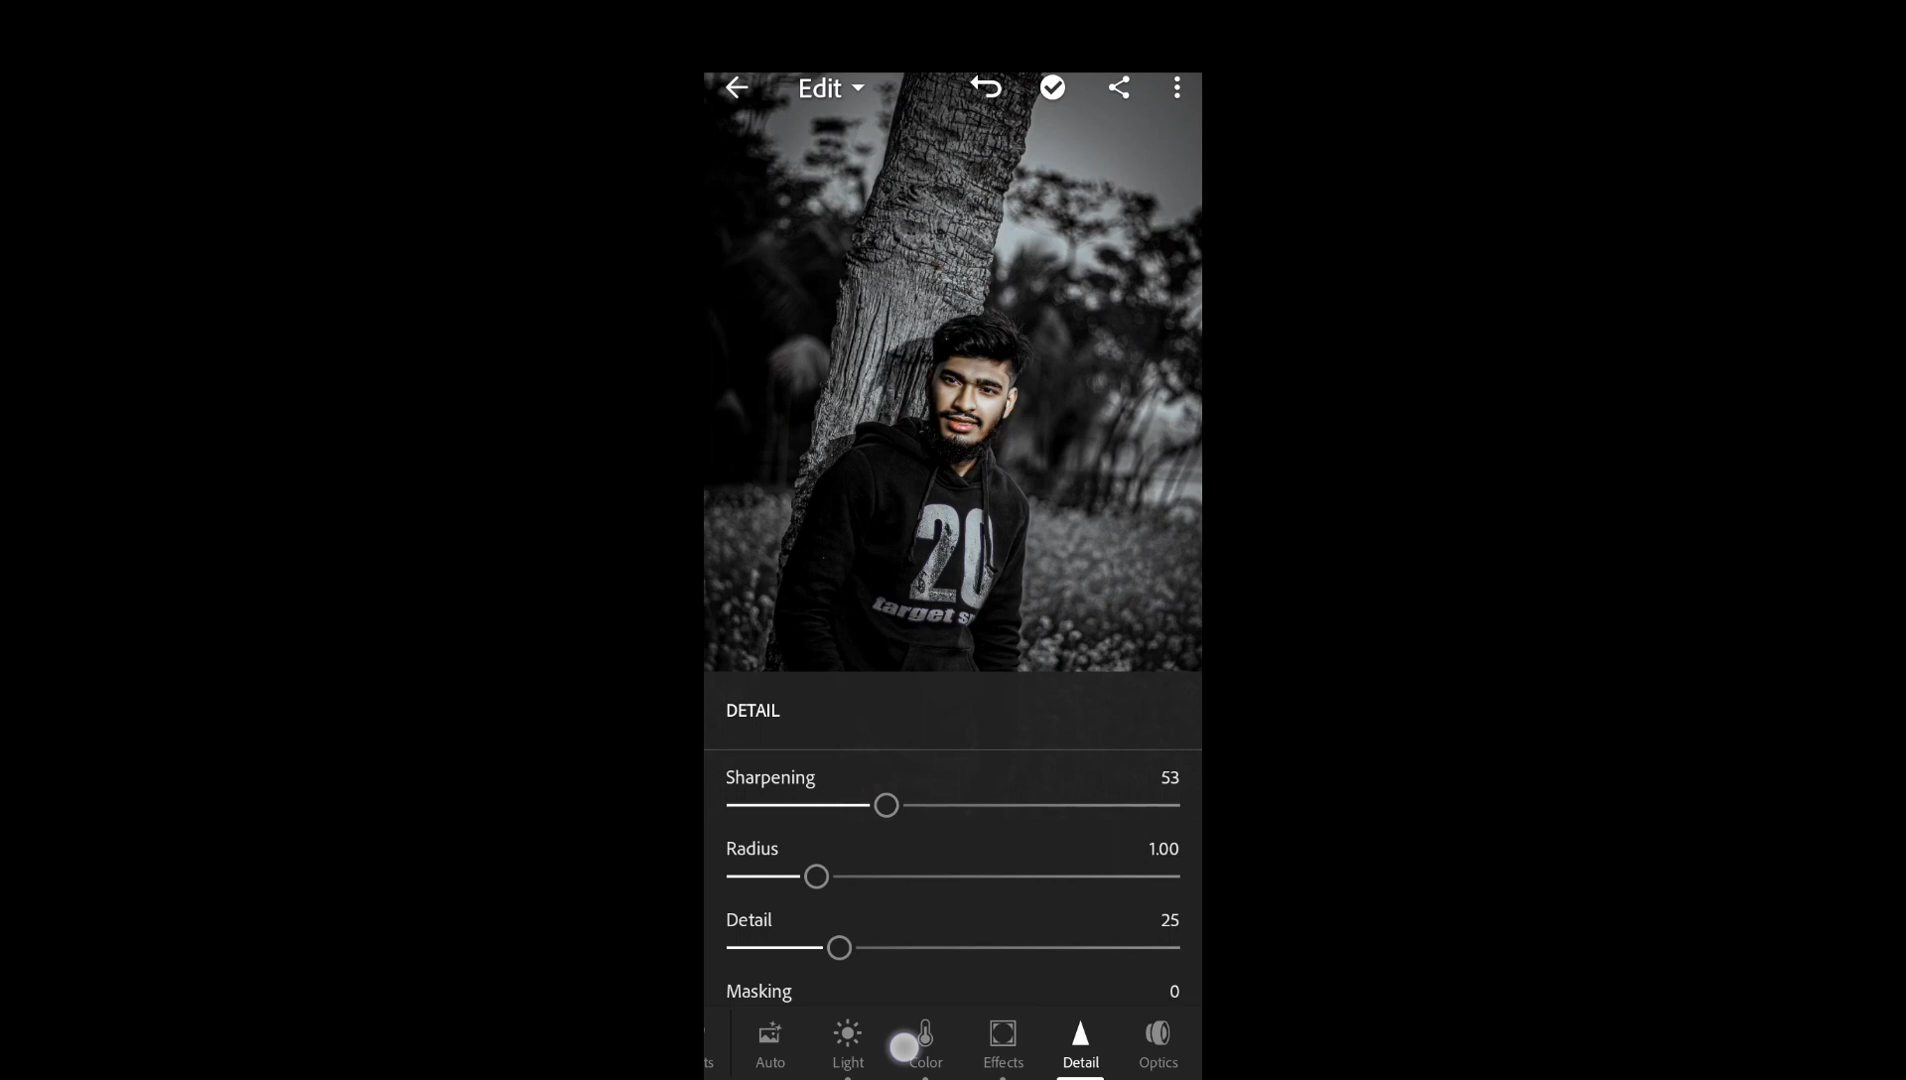 Edit
20
target s
DETAIL
Sharpening 53
Radius 1.00
Detail 25
Masking 0
ts Auto Light Color Effects Detail Optics